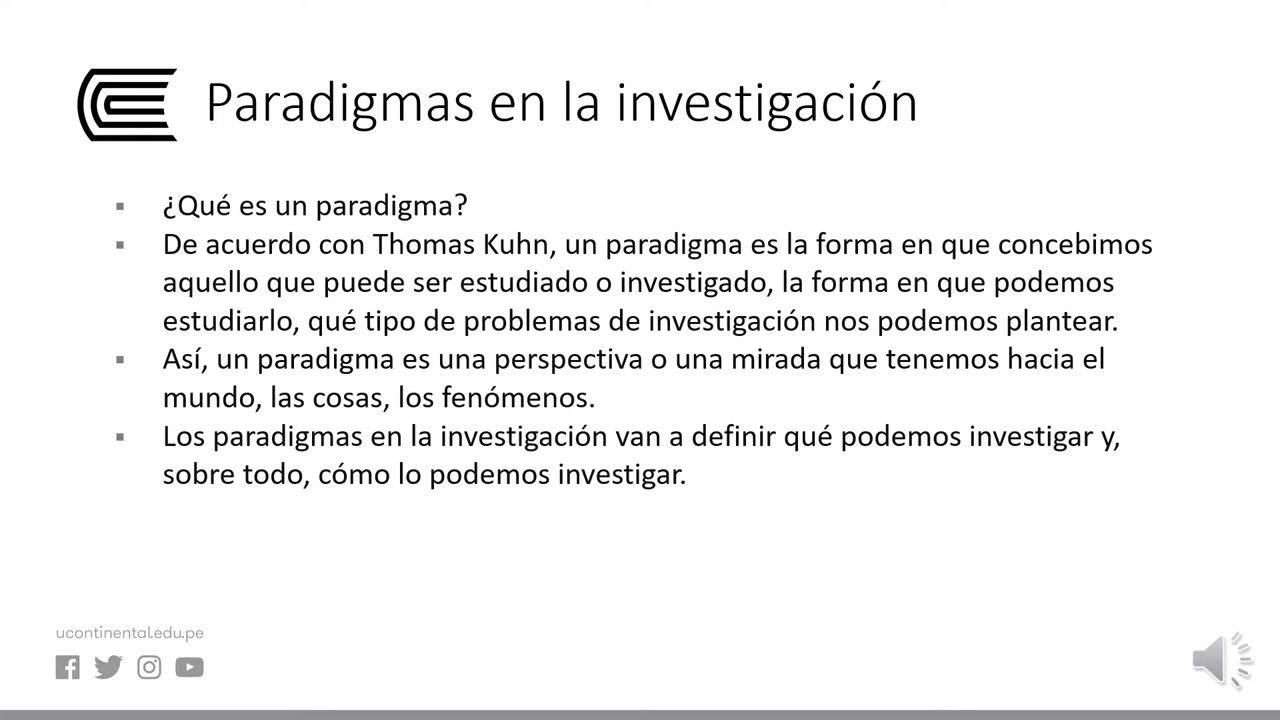 Paradigmas en la investigación
▪ ¿Qué es un paradigma?
▪ De acuerdo con Thomas Kuhn, un paradigma es la forma en que concebimos
aquello que puede ser estudiado o investigado, la forma en que podemos
estudiarlo, qué tipo de problemas de investigación nos podemos plantear.
▪ Así, un paradigma es una perspectiva o una mirada que tenemos hacia el
mundo, las cosas, los fenómenos.
▪ Los paradigmas en la investigación van a definir qué podemos investigar y,
sobre todo, cómo lo podemos investigar.
ucontinental.edu.pe